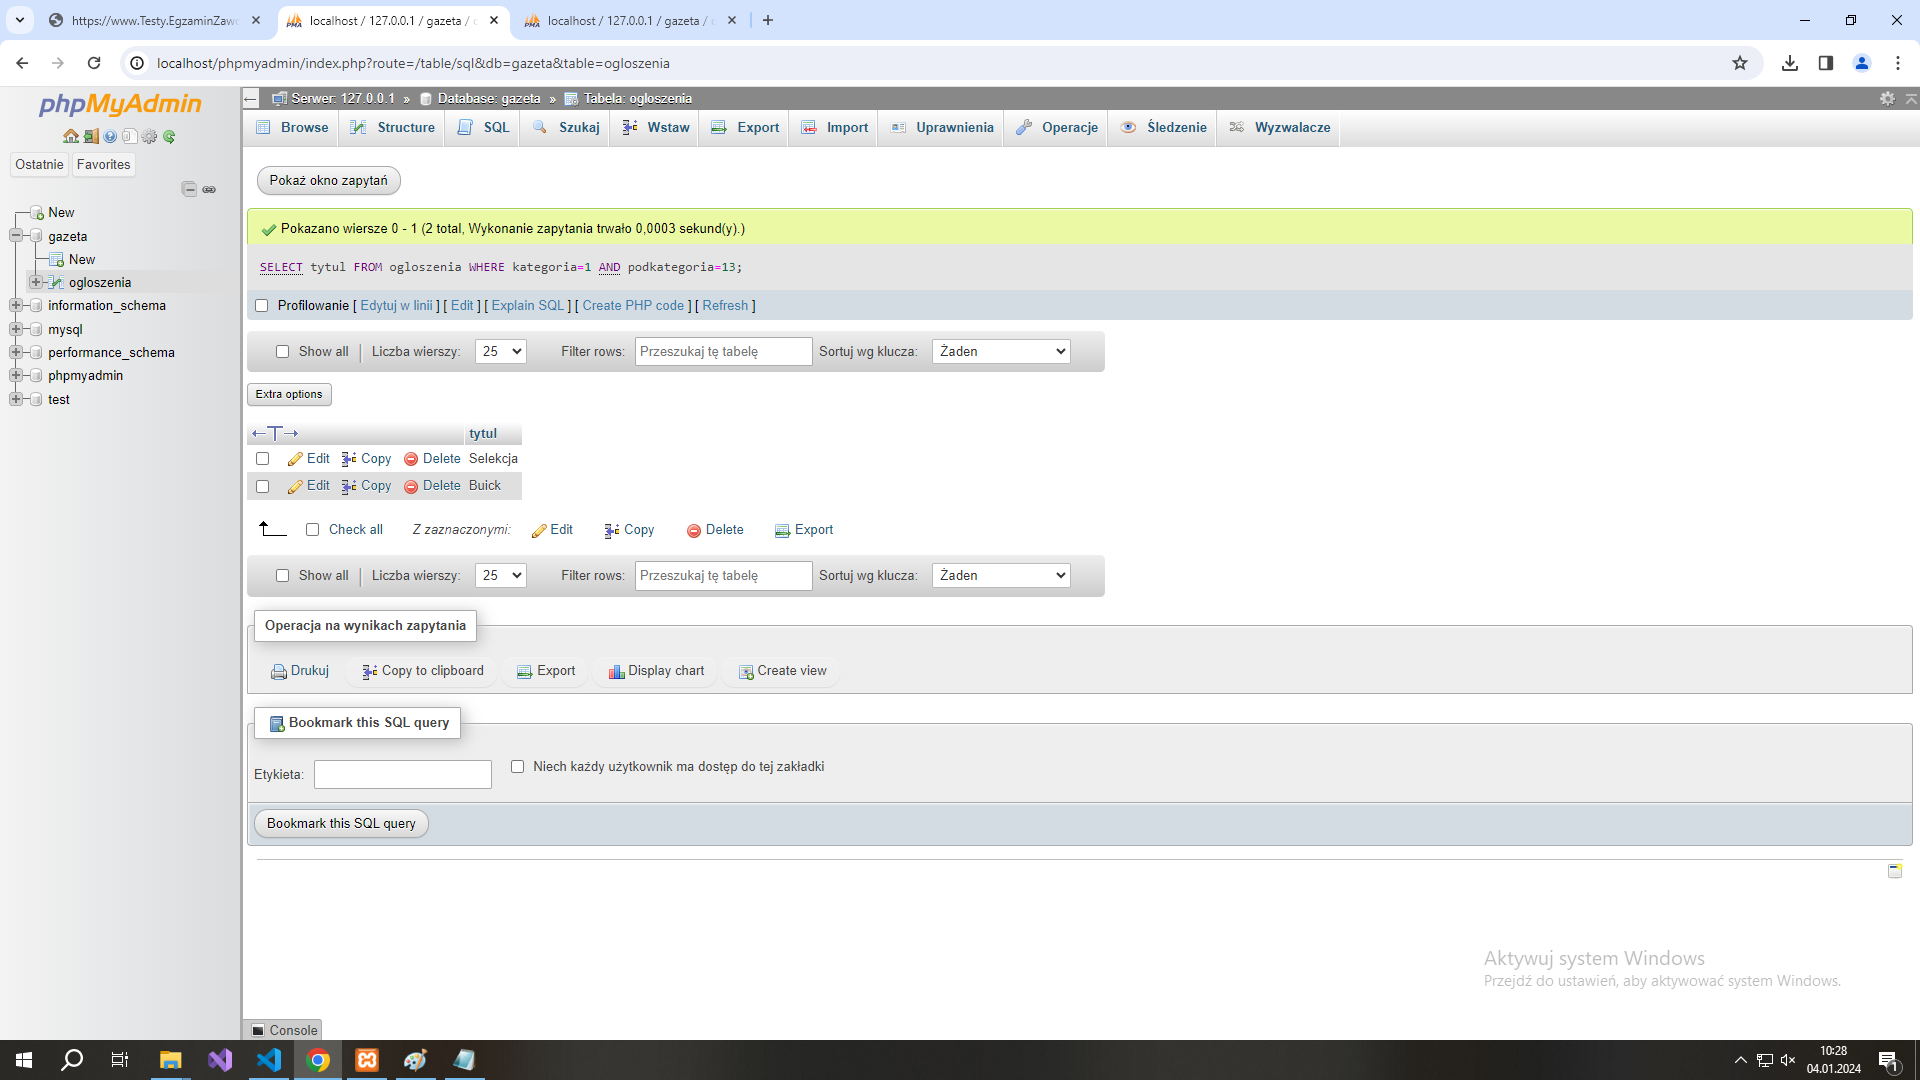 https://www.Testy.EgzaminZawo
localhost / 127.0.0.1 / gazeta / o
localhost / 127.0.0.1 / gazeta / o
localhost/phpmyadmin/index.php?route=/table/sql&db=gazeta&table=ogloszenia
phpMyAdmin
Serwer: 127.0.0.1 » Database: gazeta » Tabela: ogloszenia
Browse Structure SQL Szukaj Wstaw Export Import Uprawnienia Operacje Śledzenie Wyzwalacze
Ostatnie Favorites
New
gazeta
New
ogloszenia
information_schema
mysql
performance_schema
phpmyadmin
test
Pokaż okno zapytań
Pokazano wiersze 0 - 1 (2 total, Wykonanie zapytania trwało 0,0003 sekund(y).)
SELECT tytul FROM ogloszenia WHERE kategoria=1 AND podkategoria=13;
Profilowanie [ Edytuj w linii ] [ Edit ] [ Explain SQL ] [ Create PHP code ] [ Refresh ]
Show all Liczba wierszy: 25 Filter rows: Przeszukaj tę tabelę Sortuj wg klucza: Żaden
Extra options
←T→ tytul
Edit Copy Delete Selekcja
Edit Copy Delete Buick
Check all Z zaznaczonymi: Edit Copy Delete Export
Show all Liczba wierszy: 25 Filter rows: Przeszukaj tę tabelę Sortuj wg klucza: Żaden
Operacja na wynikach zapytania
Drukuj Copy to clipboard Export Display chart Create view
Bookmark this SQL query
Etykieta: Niech każdy użytkownik ma dostęp do tej zakładki
Bookmark this SQL query
Aktywuj system Windows
Przejdź do ustawień, aby aktywować system Windows.
Console
10:28
04.01.2024
1